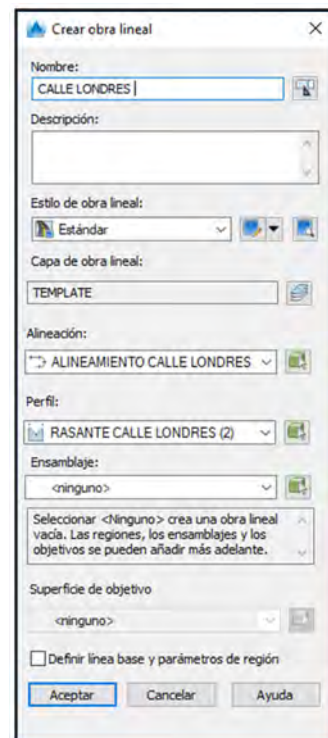 Crear obra lineal
Nombre:
CALLE LONDRES
Descripción:
Estilo de obra lineal:
Estándar
Capa de obra lineal:
TEMPLATE
Alineación:
ALINEAMIENTO CALLE LONDRES
Perfil:
RASANTE CALLE LONDRES (2)
Ensamblaje:
<ninguno>
Seleccionar <Ninguno> crea una obra lineal
vacía. Las regiones, los ensamblajes y los
objetivos se pueden añadir más adelante.
Superficie de objetivo
<ninguno>
Definir línea base y parámetros de región
Aceptar Cancelar Ayuda